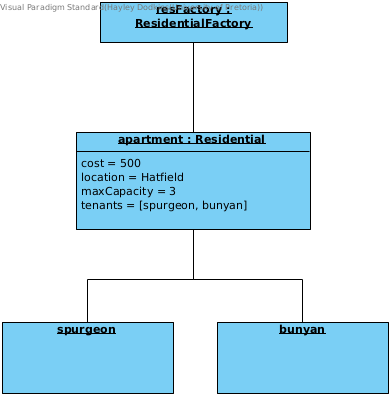 Visual Paradigm Standard(Hayley Dod
Pretoria))
resFactory :
ResidentialFactory
apartment : Residential
cost = 500
location = Hatfield
maxCapacity = 3
tenants = [spurgeon, bunyan]
spurgeon
bunyan